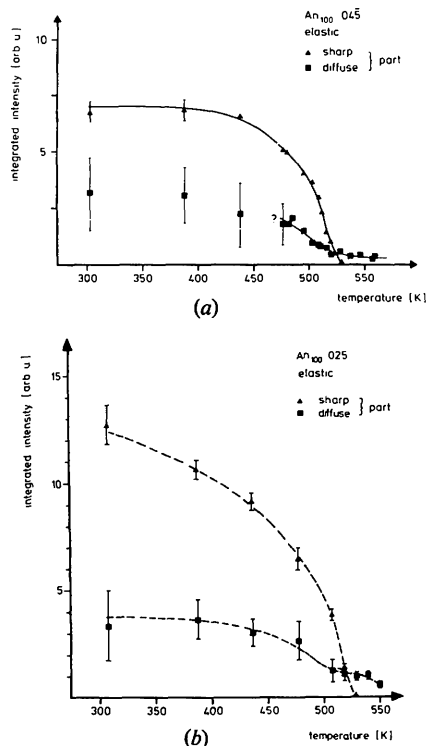 An100 045̅
elastic
▲ sharp } part
■ diffuse
integrated intensity [arb u]
10
5
?
300 350 400 450 500 550
temperature [K]
(a)
An100 025
elastic
▲ sharp } part
■ diffuse
integrated intensity [arb u]
15
10
5
300 350 400 450 500 550
temperature [K]
(b)